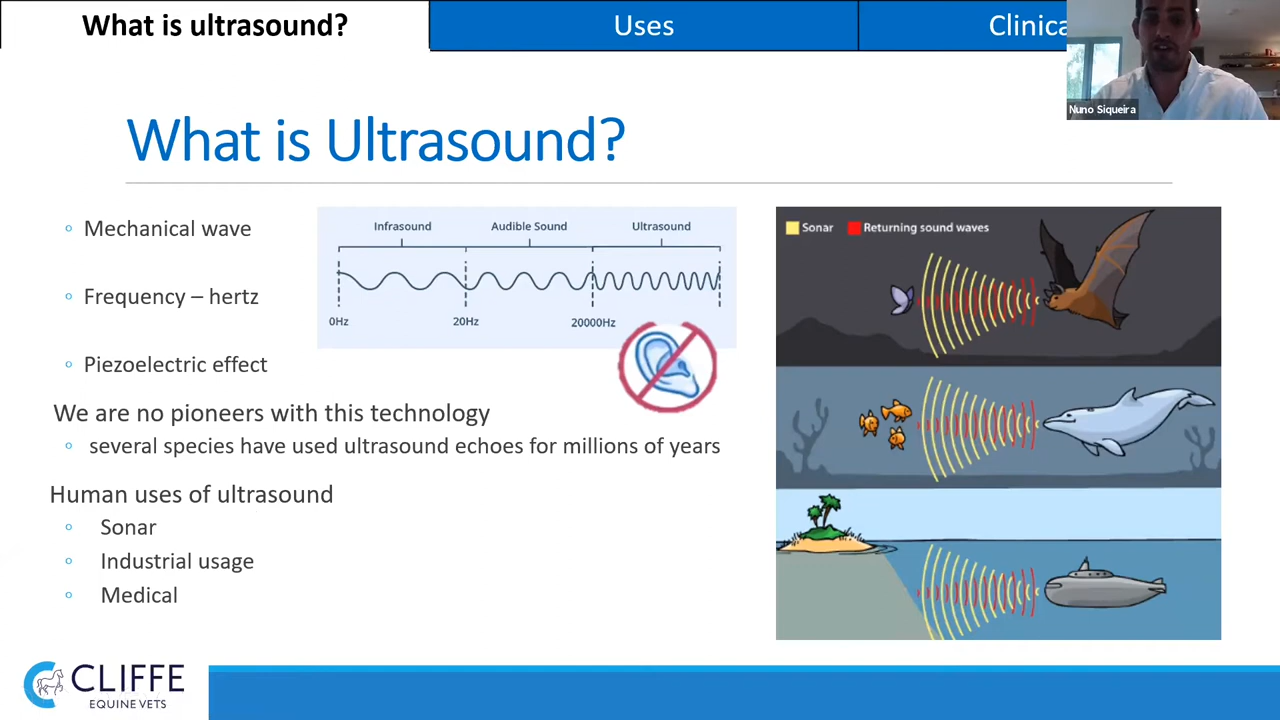 What is ultrasound?
Uses
Clinica
Nuno Siqueira
What is Ultrasound?
Mechanical wave
Frequency – hertz
Piezoelectric effect
Infrasound Audible Sound Ultrasound
0Hz 20Hz 20000Hz
We are no pioneers with this technology
several species have used ultrasound echoes for millions of years
Human uses of ultrasound
Sonar
Industrial usage
Medical
Sonar Returning sound waves
CLIFFE
EQUINE VETS